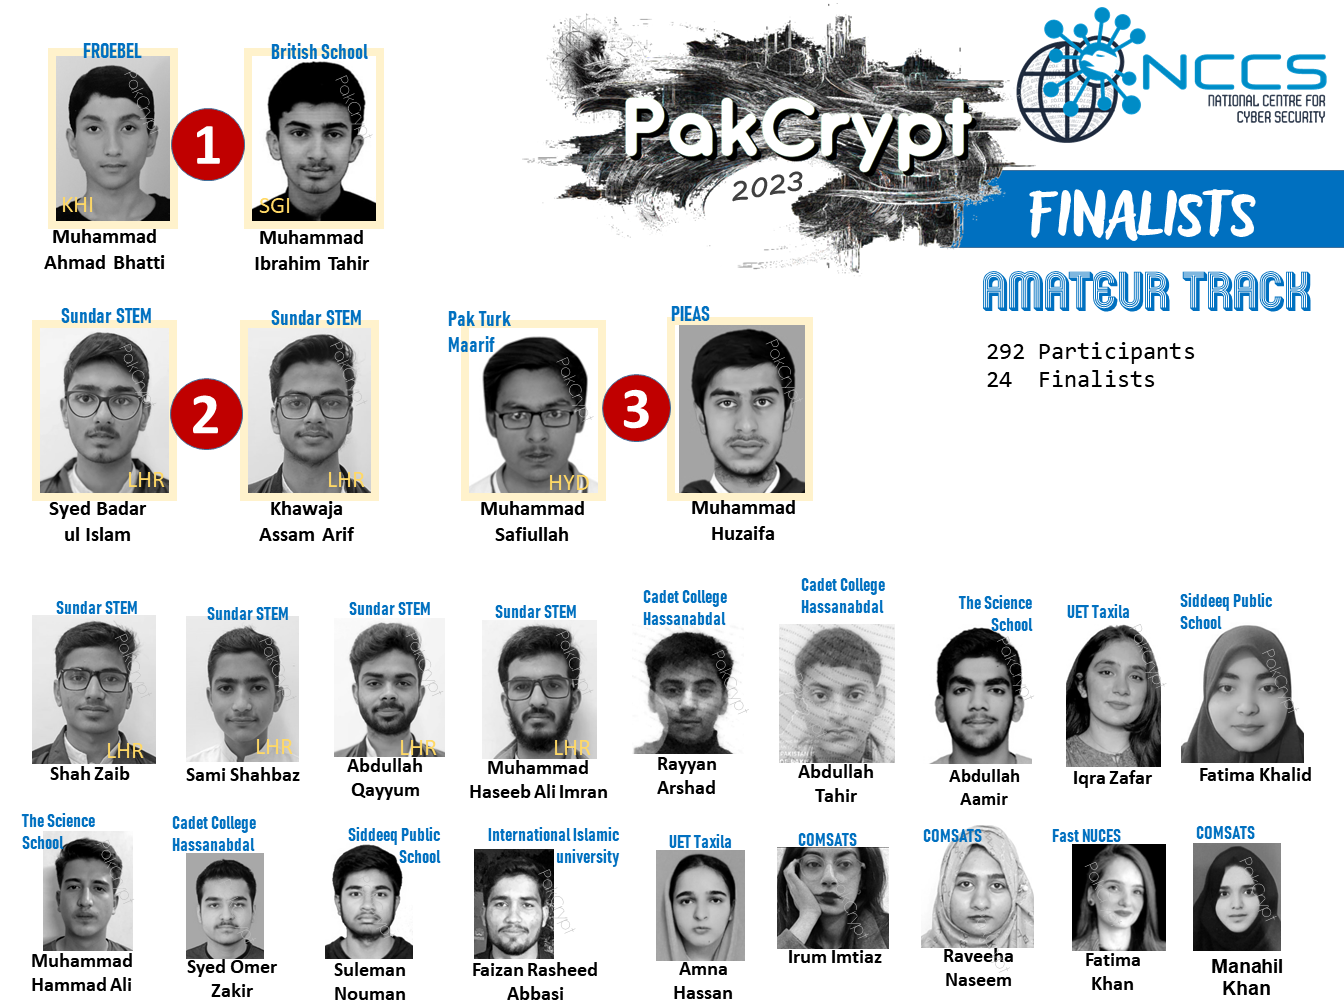 PakCrypt
2023
NCCS
NATIONAL CENTRE FOR
CYBER SECURITY
FINALISTS
AMATEUR TRACK
292 Participants
24 Finalists
FROEBEL
KHI
Muhammad
Ahmad Bhatti
1
British School
SGI
Muhammad
Ibrahim Tahir
Sundar STEM
LHR
Syed Badar
ul Islam
2
Sundar STEM
LHR
Khawaja
Assam Arif
Pak Turk
Maarif
HYD
Muhammad
Safiullah
3
PIEAS
Muhammad
Huzaifa
Sundar STEM
LHR
Shah Zaib
Sundar STEM
LHR
Sami Shahbaz
Sundar STEM
LHR
Abdullah
Qayyum
Sundar STEM
LHR
Muhammad
Haseeb Ali Imran
Cadet College
Hassanabdal
Rayyan
Arshad
Cadet College
Hassanabdal
Abdullah
Tahir
The Science
School
Abdullah
Aamir
UET Taxila
Iqra Zafar
Siddeeq Public
School
Fatima Khalid
The Science
School
Muhammad
Hammad Ali
Cadet College
Hassanabdal
Syed Omer
Zakir
Siddeeq Public
School
Suleman
Nouman
International Islamic
university
Faizan Rasheed
Abbasi
UET Taxila
Amna
Hassan
COMSATS
Irum Imtiaz
COMSATS
Raveeha
Naseem
Fast NUCES
Fatima
Khan
COMSATS
Manahil
Khan